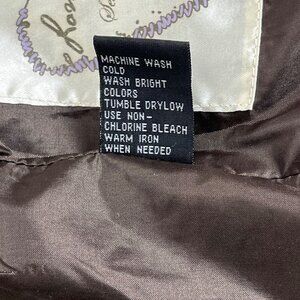 MACHINE WASH
COLD
WASH BRIGHT
COLORS
TUMBLE DRYLOW
USE NON-
CHLORINE BLEACH
WARM IRON
WHEN NEEDED